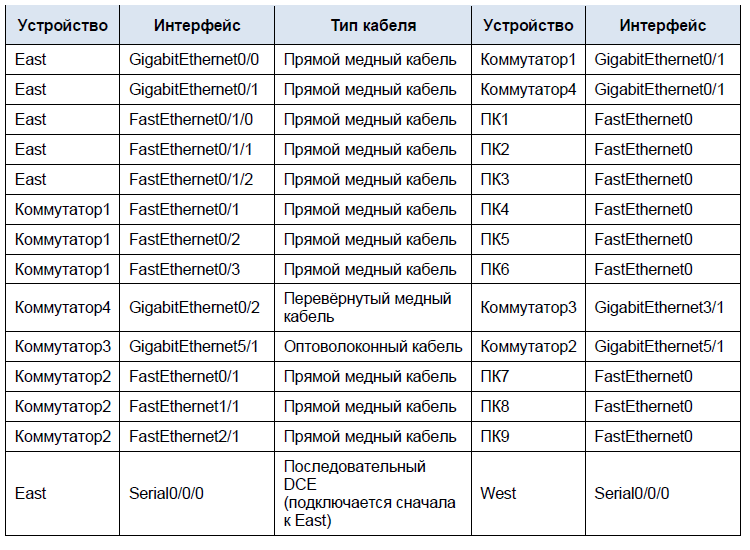 Устройство Интерфейс Тип кабеля Устройство Интерфейс
East GigabitEthernet0/0 Прямой медный кабель Коммутатор1 GigabitEthernet0/1
East GigabitEthernet0/1 Прямой медный кабель Коммутатор4 GigabitEthernet0/1
East FastEthernet0/1/0 Прямой медный кабель ПК1 FastEthernet0
East FastEthernet0/1/1 Прямой медный кабель ПК2 FastEthernet0
East FastEthernet0/1/2 Прямой медный кабель ПК3 FastEthernet0
Коммутатор1 FastEthernet0/1 Прямой медный кабель ПК4 FastEthernet0
Коммутатор1 FastEthernet0/2 Прямой медный кабель ПК5 FastEthernet0
Коммутатор1 FastEthernet0/3 Прямой медный кабель ПК6 FastEthernet0
Коммутатор4 GigabitEthernet0/2 Перевёрнутый медный
кабель Коммутатор3 GigabitEthernet3/1
Коммутатор3 GigabitEthernet5/1 Оптоволоконный кабель Коммутатор2 GigabitEthernet5/1
Коммутатор2 FastEthernet0/1 Прямой медный кабель ПК7 FastEthernet0
Коммутатор2 FastEthernet1/1 Прямой медный кабель ПК8 FastEthernet0
Коммутатор2 FastEthernet2/1 Прямой медный кабель ПК9 FastEthernet0
East Serial0/0/0 Последовательный
DCE
(подключается сначала
к East) West Serial0/0/0